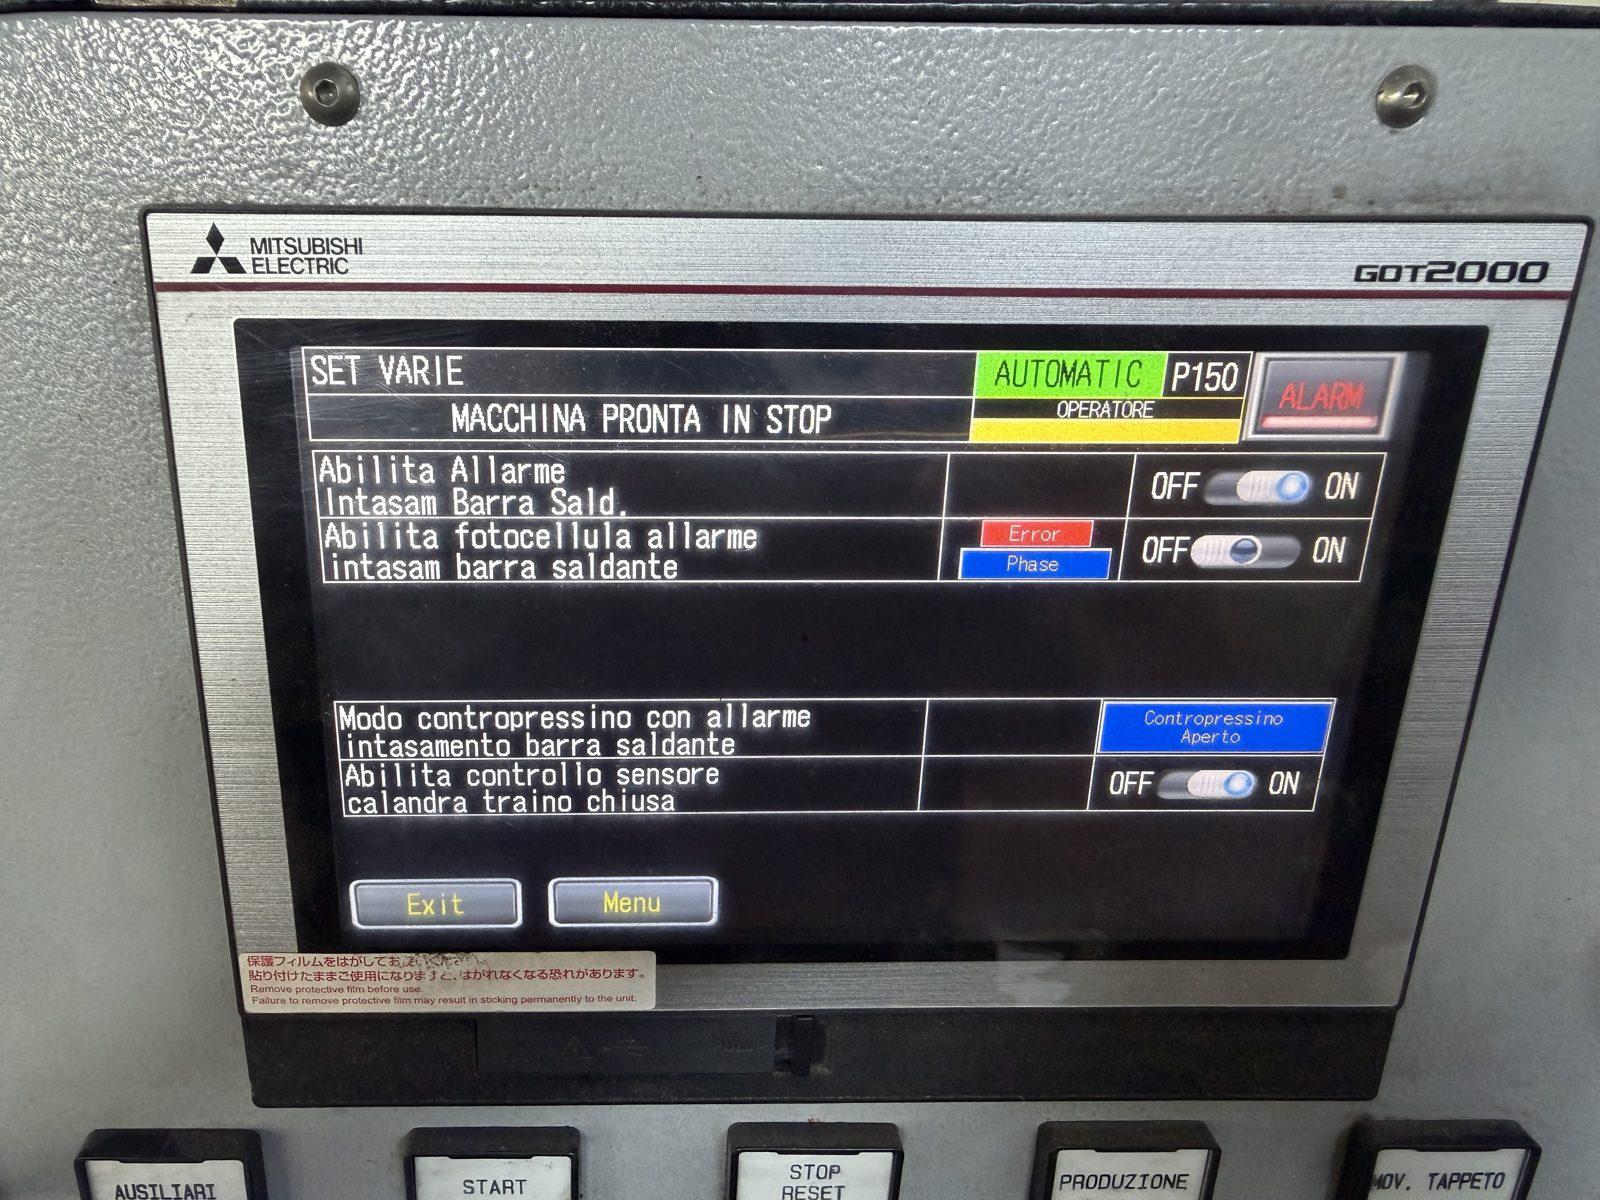 MITSUBISHI
ELECTRIC
GOT2000
SET VARIE
AUTOMATIC
P150
ALARM
MACCHINA PRONTA IN STOP
OPERATORE
Abilita Allarme
Intasam Barra Sald.
OFF ON
Abilita fotocellula allarme
intasam barra saldante
Error
Phase
OFF ON
Modo contropressino con allarme
intasamento barra saldante
Contropressino
Aperto
Abilita controllo sensore
calandra traino chiusa
OFF ON
Exit
Menu
保護フィルムをはがしてお
貼り付けたままご使用になりますと、はがれなくなる恐れがあります。
Remove protective film before use.
Failure to remove protective film may result in sticking permanently to the unit.
AUSILIARI
START
STOP
RESET
PRODUZIONE
MOV. TAPPETO